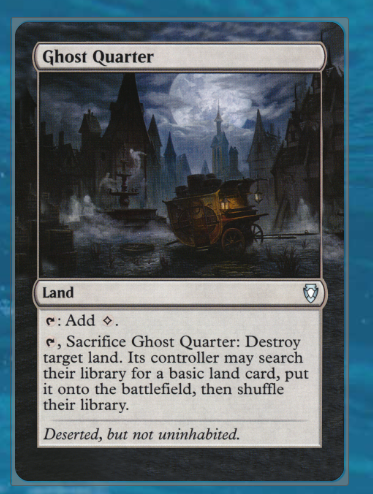 Ghost Quarter
Land
: Add .
, Sacrifice Ghost Quarter: Destroy
target land. Its controller may search
their library for a basic land card, put
it onto the battlefield, then shuffle
their library.
Deserted, but not uninhabited.